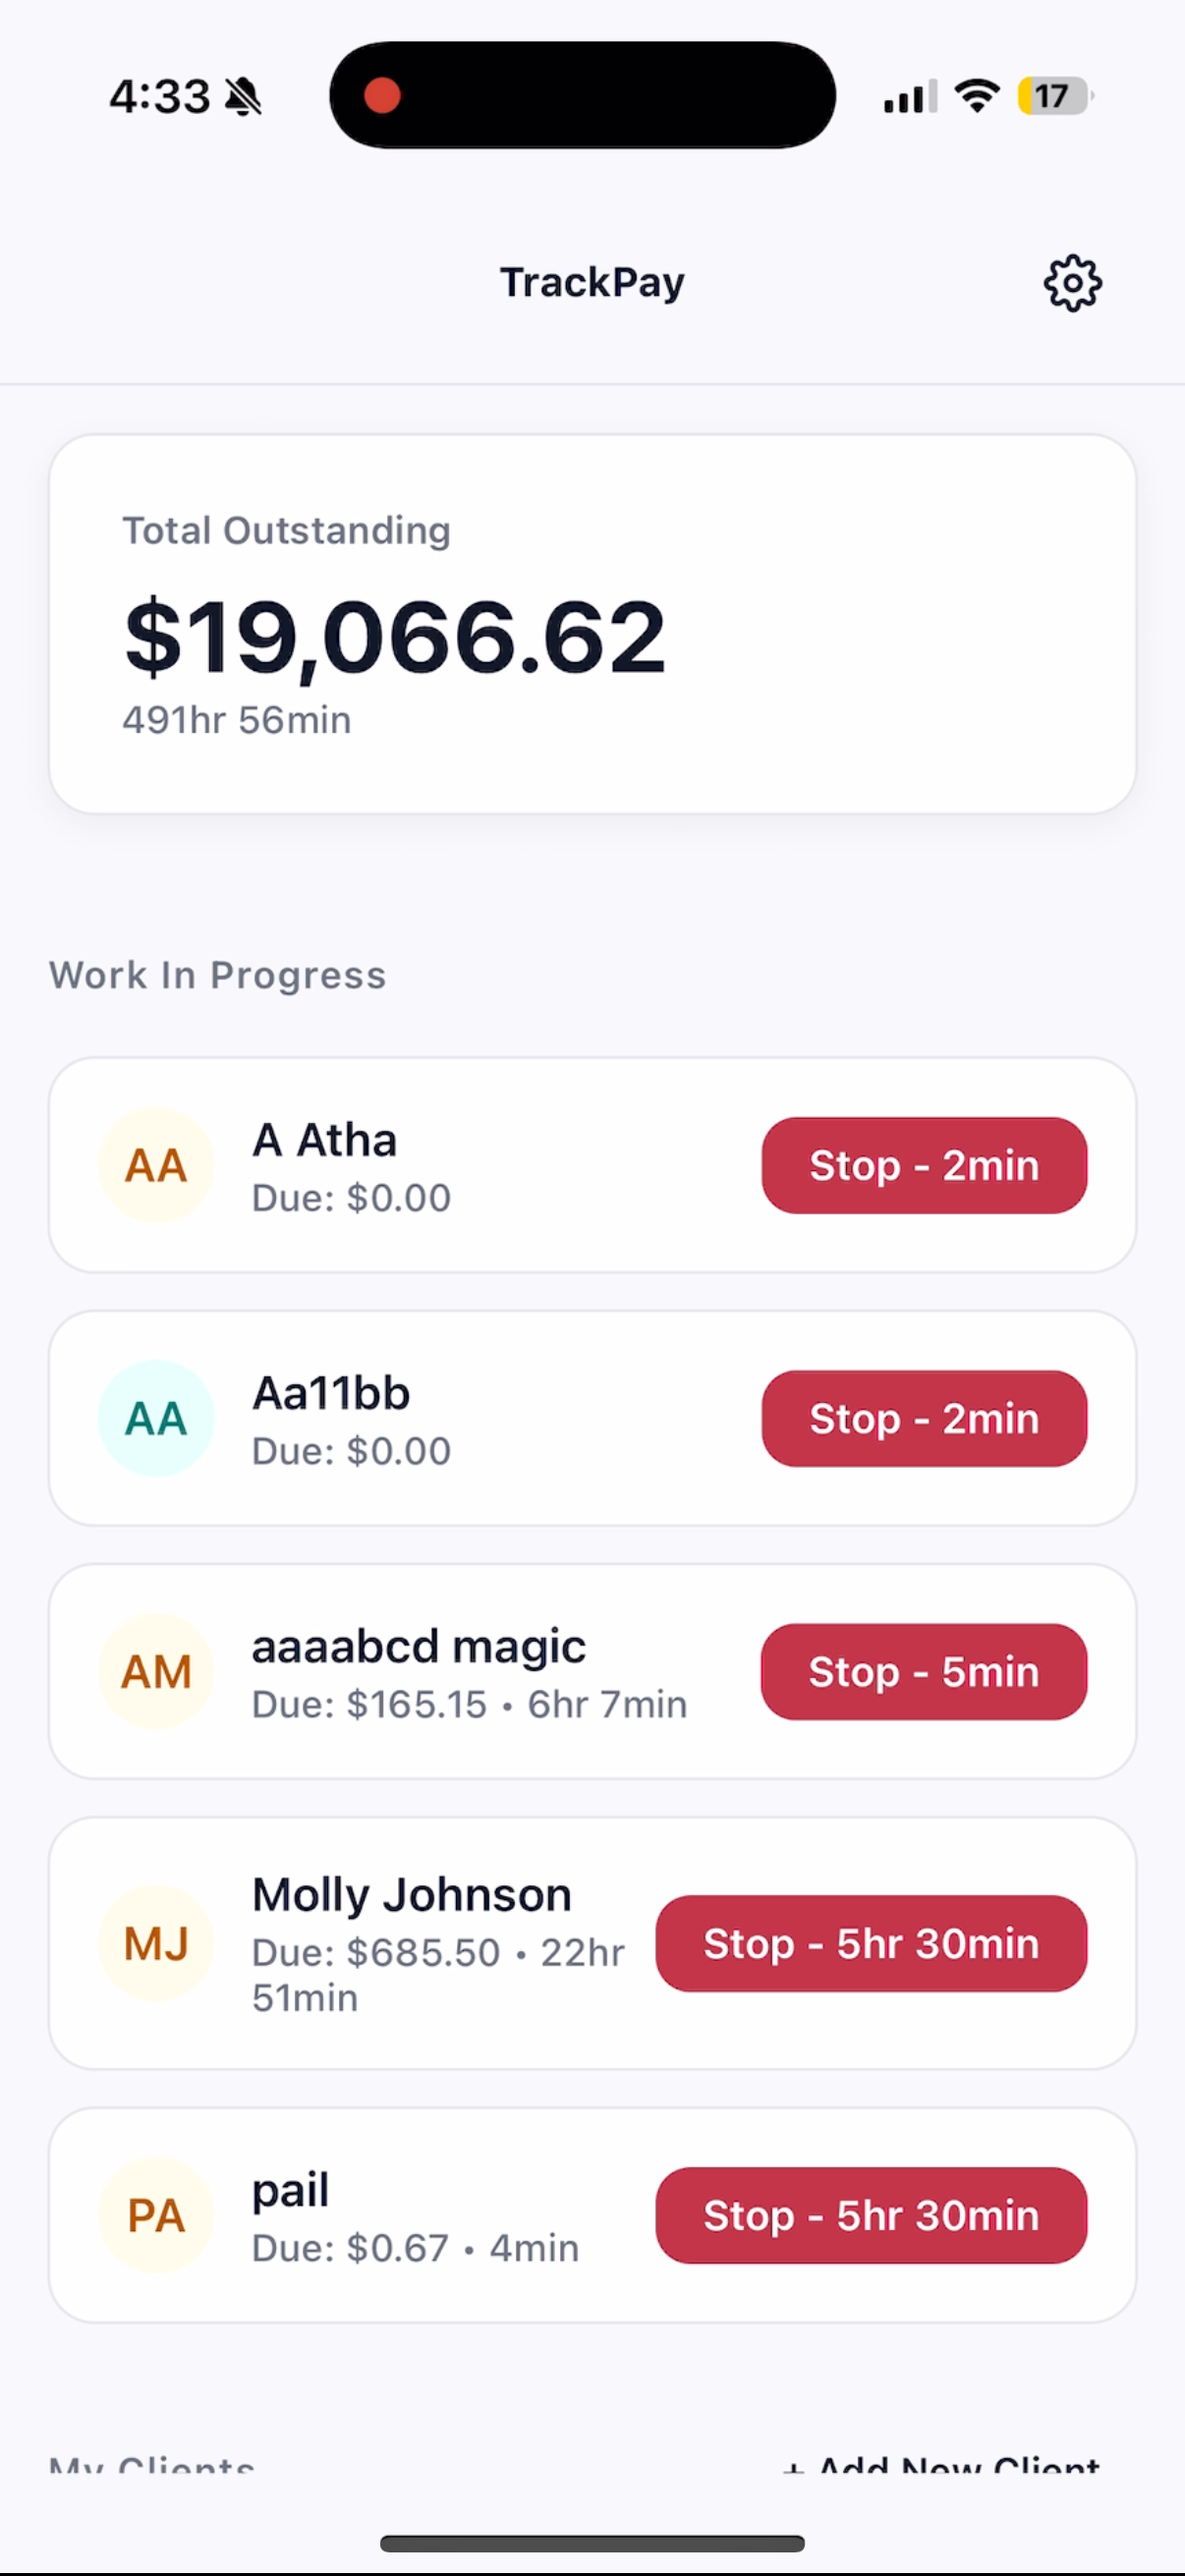 4:33
17
TrackPay
Total Outstanding
$19,066.62
491hr 56min
Work In Progress
AA
A Atha
Due: $0.00
Stop - 2min
AA
Aa11bb
Due: $0.00
Stop - 2min
AM
aaaabcd magic
Due: $165.15 • 6hr 7min
Stop - 5min
MJ
Molly Johnson
Due: $685.50 • 22hr
51min
Stop - 5hr 30min
PA
pail
Due: $0.67 • 4min
Stop - 5hr 30min
My Clients
+ Add New Client